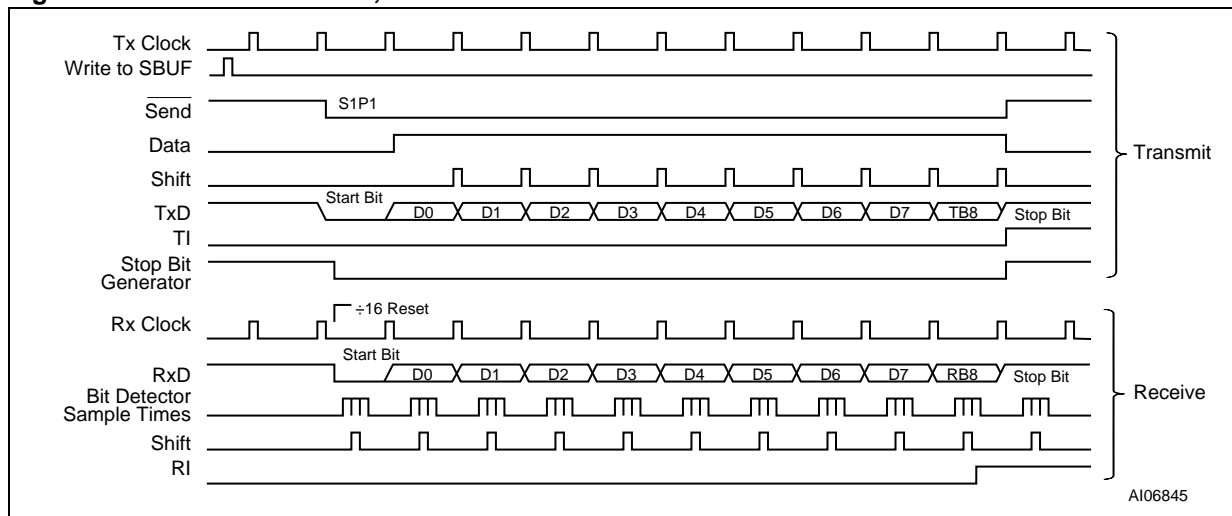 Tx Clock
Write to SBUF
Send
S1P1
Data
Transmit
Shift
Start Bit
TxD
D0 D1 D2 D3 D4 D5 D6 D7 TB8
Stop Bit
TI
Stop Bit
Generator
÷16 Reset
Rx Clock
Start Bit
RxD
D0 D1 D2 D3 D4 D5 D6 D7 RB8
Stop Bit
Bit Detector
Sample Times
Receive
Shift
RI
AI06845